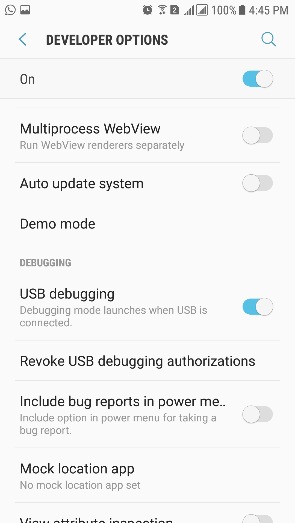 100% 4:45 PM
DEVELOPER OPTIONS
On
Multiprocess WebView
Run WebView renderers separately
Auto update system
Demo mode
DEBUGGING
USB debugging
Debugging mode launches when USB is
connected.
Revoke USB debugging authorizations
Include bug reports in power me..
Include option in power menu for taking a
bug report.
Mock location app
No mock location app set
View attribute inspection